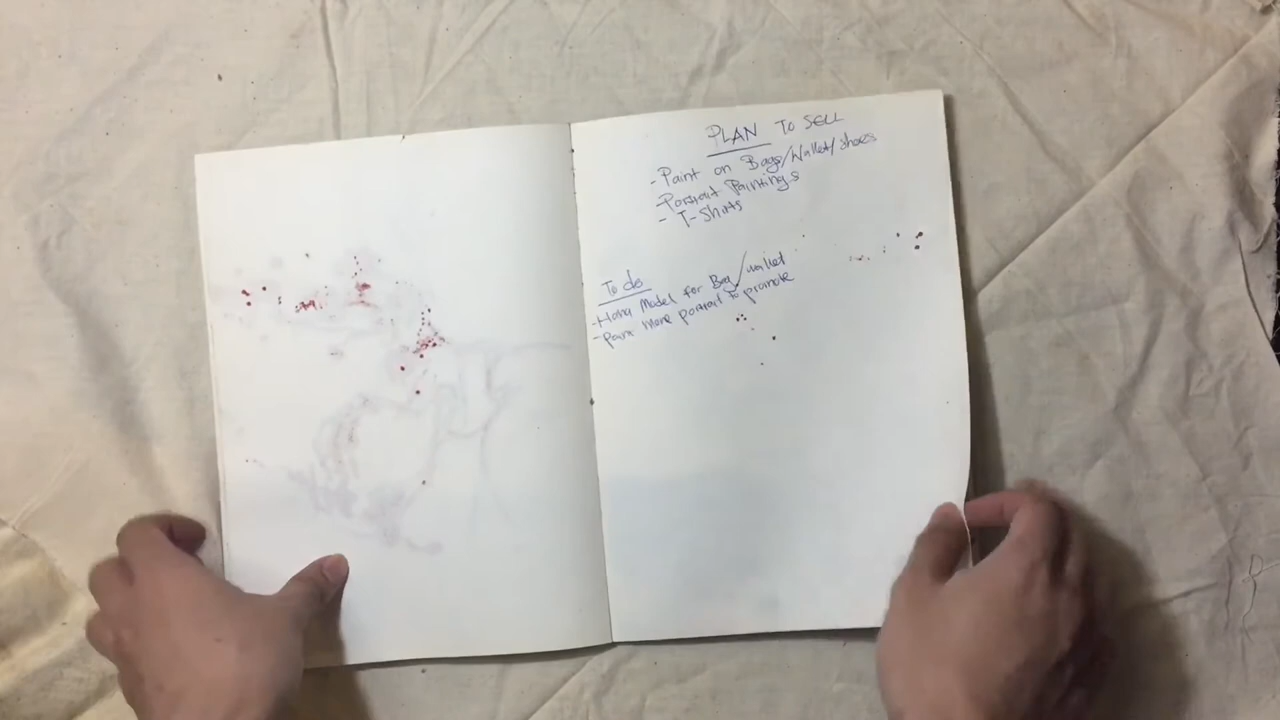 PLAN TO SELL
- Paint on Bags/Wallet/shoes
- Portrait Paintings
- T-Shirts
To do
- Model for Bag/wallet
- Paint more portrait to promote